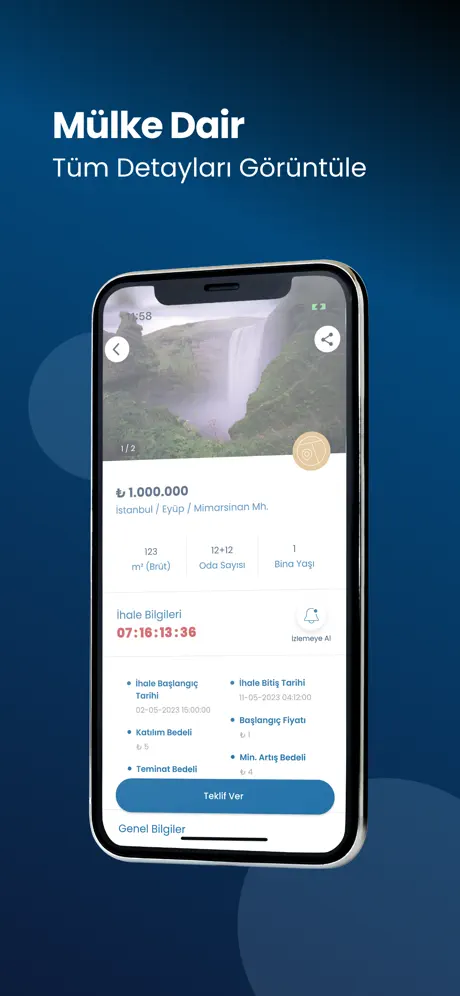 Mülke Dair
Tüm Detayları Görüntüle
11:58
1 / 2
₺ 1.000.000
İstanbul / Eyüp / Mimarsinan Mh.
123
m² (Brüt)
12+12
Oda Sayısı
1
Bina Yaşı
İhale Bilgileri
07:16:13:36
İzlemeye Al
İhale Başlangıç
Tarihi
02-05-2023 15:00:00
İhale Bitiş Tarihi
11-05-2023 04:12:00
Katılım Bedeli
₺ 5
Başlangıç Fiyatı
₺ 1
Teminat Bedeli
Min. Artış Bedeli
₺ 4
Teklif Ver
Genel Bilgiler